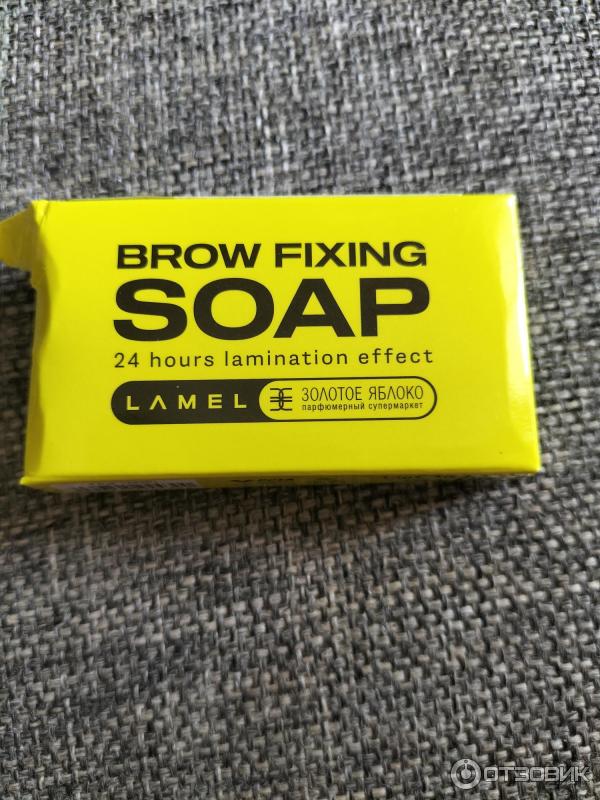 BROW FIXING
SOAP
24 hours lamination effect
LAMEL ЗОЛОТОЕ ЯБЛОКО
парфюмерный супермаркет
ОТЗОВИК